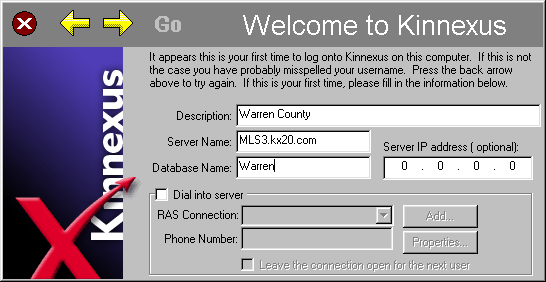 Go
Welcome to Kinnexus
It appears this is your first time to log onto Kinnexus on this computer. If this is not
the case you have probably misspelled your username. Press the back arrow
above to try again. If this is your first time, please fill in the information below.
Description: Warren County
Server Name: MLS3.kx20.com
Server IP address ( optional):
Database Name: Warren
0 . 0 . 0 . 0
Dial into server
RAS Connection:
Add...
Phone Number:
Properties...
Leave the connection open for the next user
Kinnexus